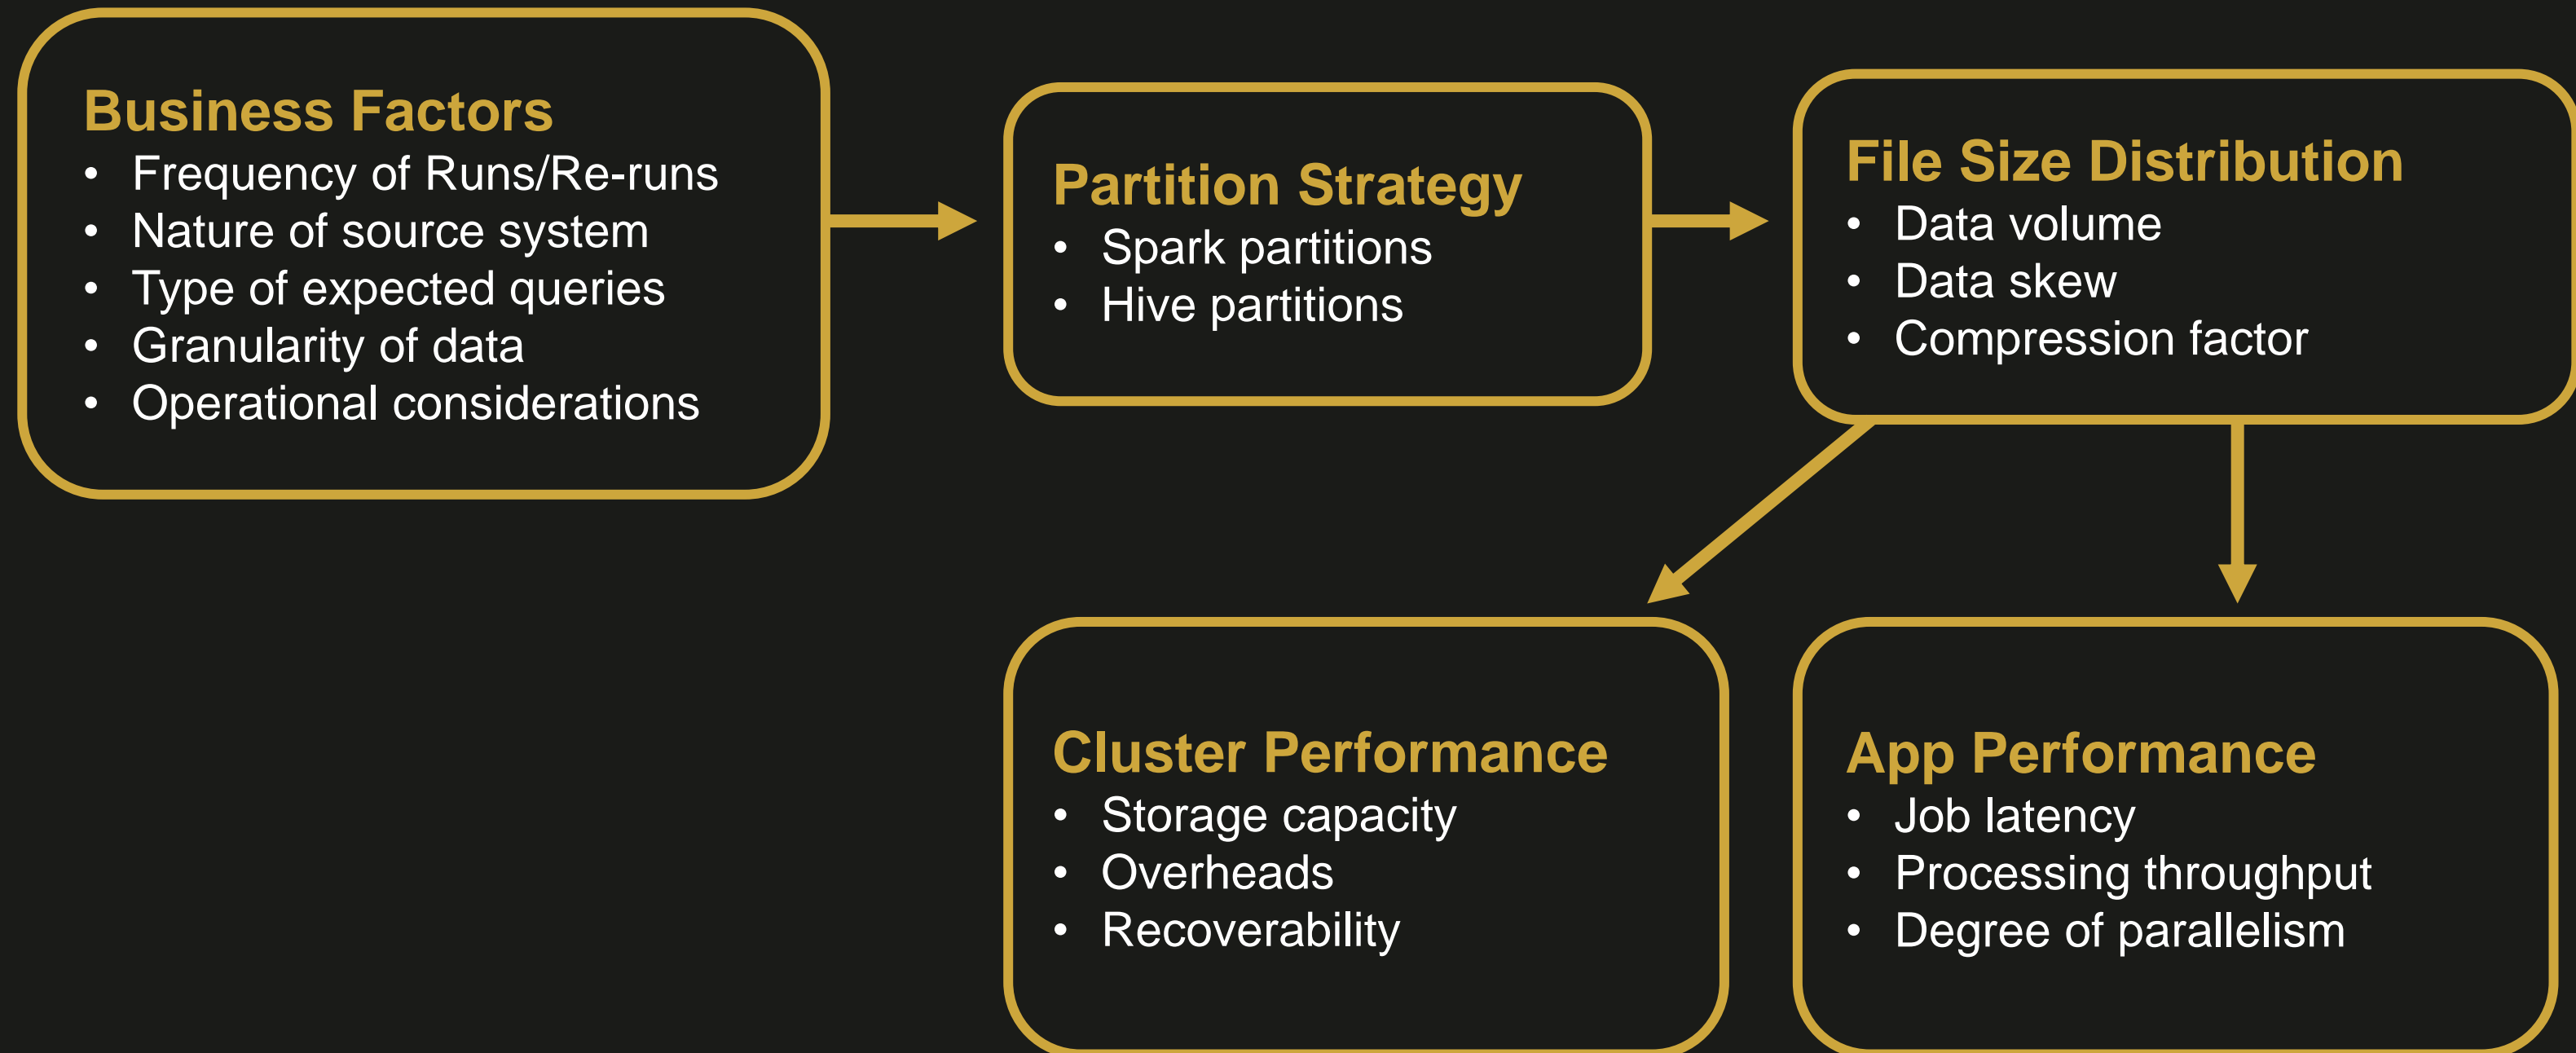 Business Factors
• Frequency of Runs/Re-runs
• Nature of source system
• Type of expected queries
• Granularity of data
• Operational considerations
Partition Strategy
• Spark partitions
• Hive partitions
File Size Distribution
• Data volume
• Data skew
• Compression factor
Cluster Performance
• Storage capacity
• Overheads
• Recoverability
App Performance
• Job latency
• Processing throughput
• Degree of parallelism